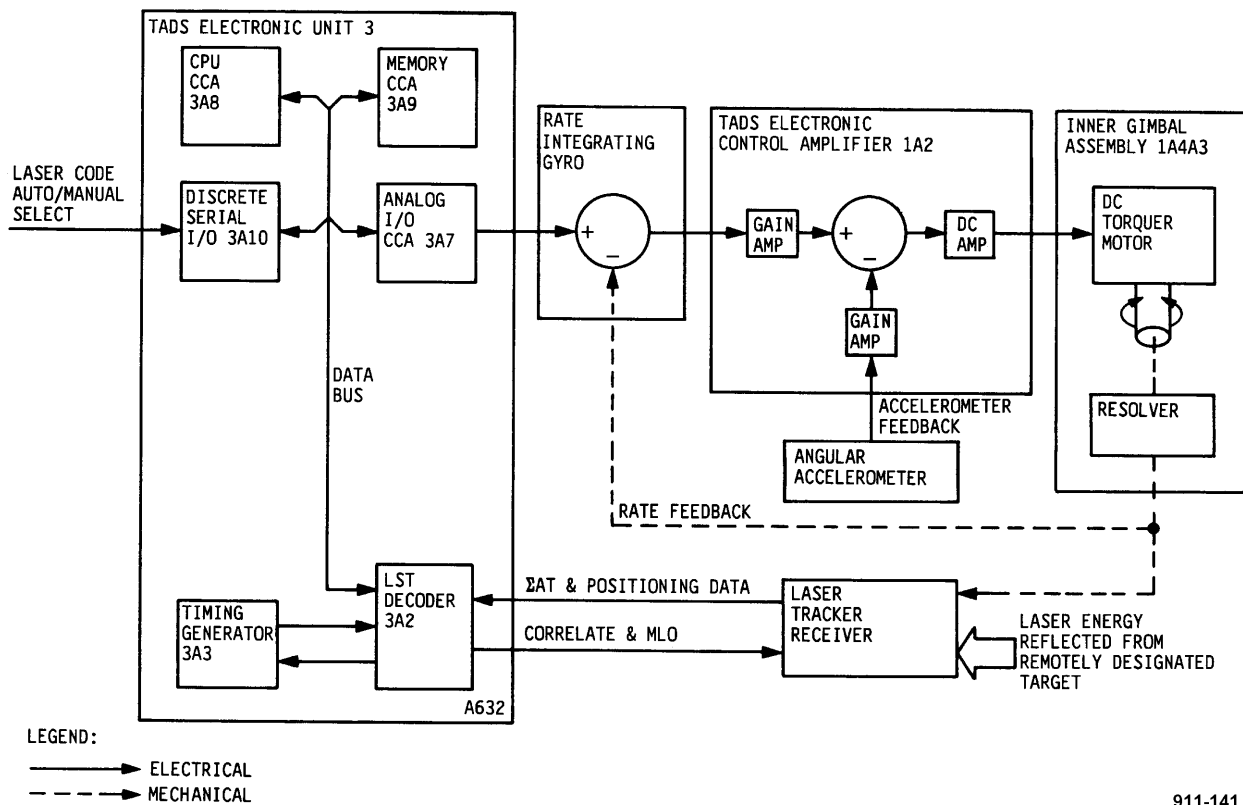 TADS ELECTRONIC UNIT 3
CPU
CCA
3A8
MEMORY
CCA
3A9
LASER CODE
AUTO/MANUAL
SELECT
DISCRETE
SERIAL
I/O 3A10
ANALOG
I/O
CCA 3A7
RATE
INTEGRATING
GYRO
+
−
TADS ELECTRONIC
CONTROL AMPLIFIER 1A2
GAIN
AMP
+
−
DC
AMP
GAIN
AMP
INNER GIMBAL
ASSEMBLY 1A4A3
DC
TORQUER
MOTOR
RESOLVER
DATA
BUS
ACCELEROMETER
FEEDBACK
ANGULAR
ACCELEROMETER
RATE FEEDBACK
TIMING
GENERATOR
3A3
LST
DECODER
3A2
ΣAT & POSITIONING DATA
CORRELATE & MLO
LASER
TRACKER
RECEIVER
LASER ENERGY
REFLECTED FROM
REMOTELY DESIGNATED
TARGET
A632
LEGEND:
ELECTRICAL
MECHANICAL
911-141